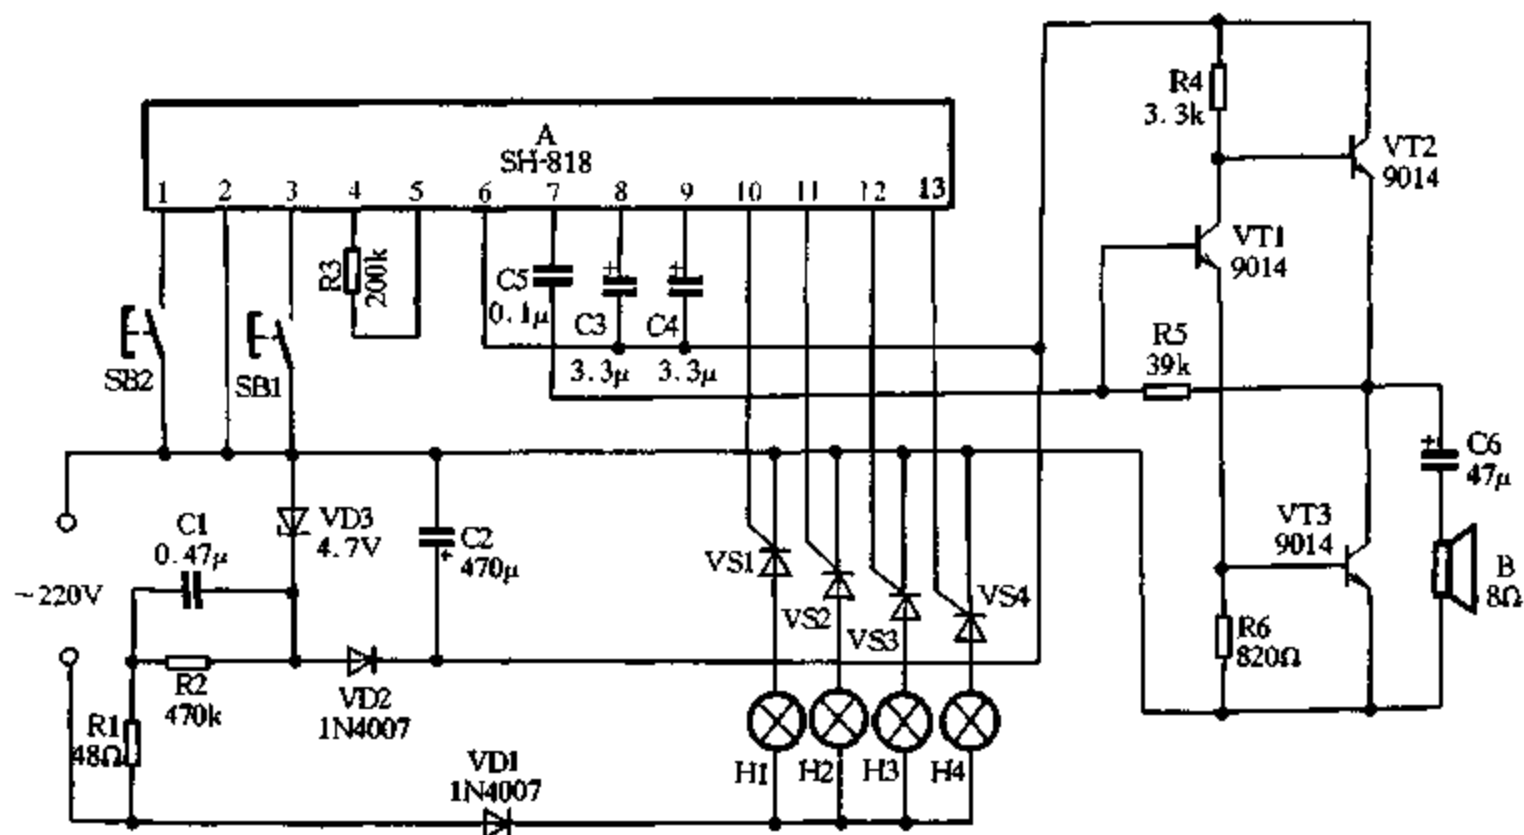 A
SH-818
1 2 3 4 5 6 7 8 9 10 11 12 13
R4
3.3k
VT2
9014
VT1
9014
R3
200k
C5
0.1μ
C3
3.3μ
C4
3.3μ
SB2
SB1
R5
39k
C6
47μ
C1
0.47μ
VD3
4.7V
C2
470μ
VS1
VS2
VS3
VS4
VT3
9014
B
8Ω
~220V
R2
470k
VD2
1N4007
R6
820Ω
R1
48Ω
VD1
1N4007
H1
H2
H3
H4